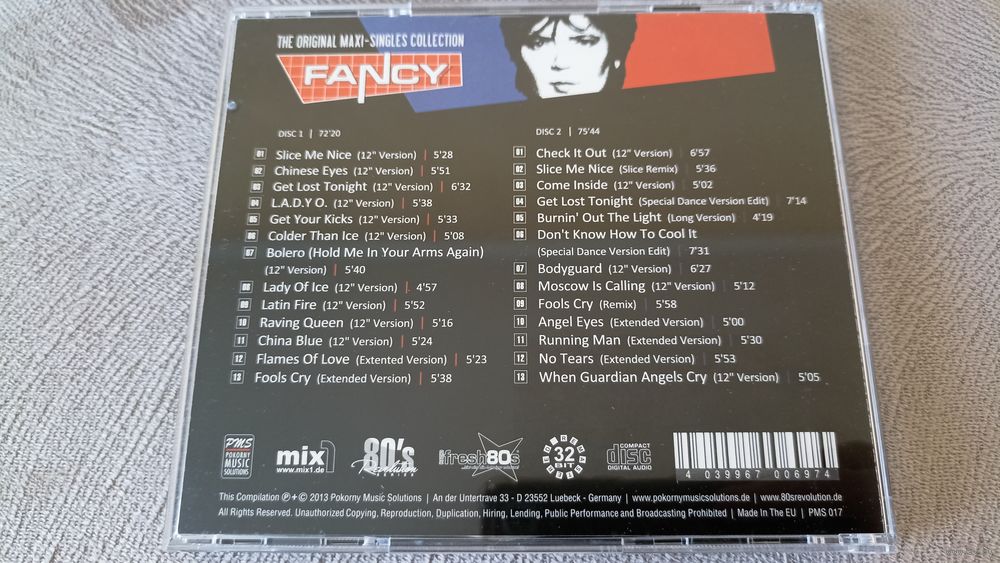 THE ORIGINAL MAXI-SINGLES COLLECTION
FANCY
DISC 1 | 72'20
01 Slice Me Nice (12" Version) | 5'28
02 Chinese Eyes (12" Version) | 5'51
03 Get Lost Tonight (12" Version) | 6'32
04 L.A.D.Y O. (12" Version) | 5'38
05 Get Your Kicks (12" Version) | 5'33
06 Colder Than Ice (12" Version) | 5'08
07 Bolero (Hold Me In Your Arms Again)
(12" Version) | 5'40
08 Lady Of Ice (12" Version) | 4'57
09 Latin Fire (12" Version) | 5'52
10 Raving Queen (12" Version) | 5'16
11 China Blue (12" Version) | 5'24
12 Flames Of Love (Extented Version) | 5'23
13 Fools Cry (Extended Version) | 5'38
DISC 2 | 75'44
01 Check It Out (12" Version) | 6'57
02 Slice Me Nice (Slice Remix) | 5'36
03 Come Inside (12" Version) | 5'02
04 Get Lost Tonight (Special Dance Version Edit) | 7'14
05 Burnin' Out The Light (Long Version) | 4'19
06 Don't Know How To Cool It
(Special Dance Version Edit) | 7'31
07 Bodyguard (12" Version) | 6'27
08 Moscow Is Calling (12" Version) | 5'12
09 Fools Cry (Remix) | 5'58
10 Angel Eyes (Extended Version) | 5'00
11 Running Man (Extended Version) | 5'30
12 No Tears (Extended Version) | 5'53
13 When Guardian Angels Cry (12" Version) | 5'05
PMS
POKORNY
MUSIC
SOLUTIONS
mix1
www.mix1.de
80's
Revolution
fresh80s
32
BIT
COMPACT
disc
DIGITAL AUDIO
4 039967 006974
This Compilation ℗+© 2013 Pokorny Music Solutions | An der Untertrave 33 - D 23552 Luebeck - Germany | www.pokornymusicsolutions.de | www.80srevolution.de
All Rights Reserved. Unauthorized Copying, Reproduction, Duplication, Hiring, Lending, Public Performance and Broadcasting Prohibited | Made In The EU | PMS 017